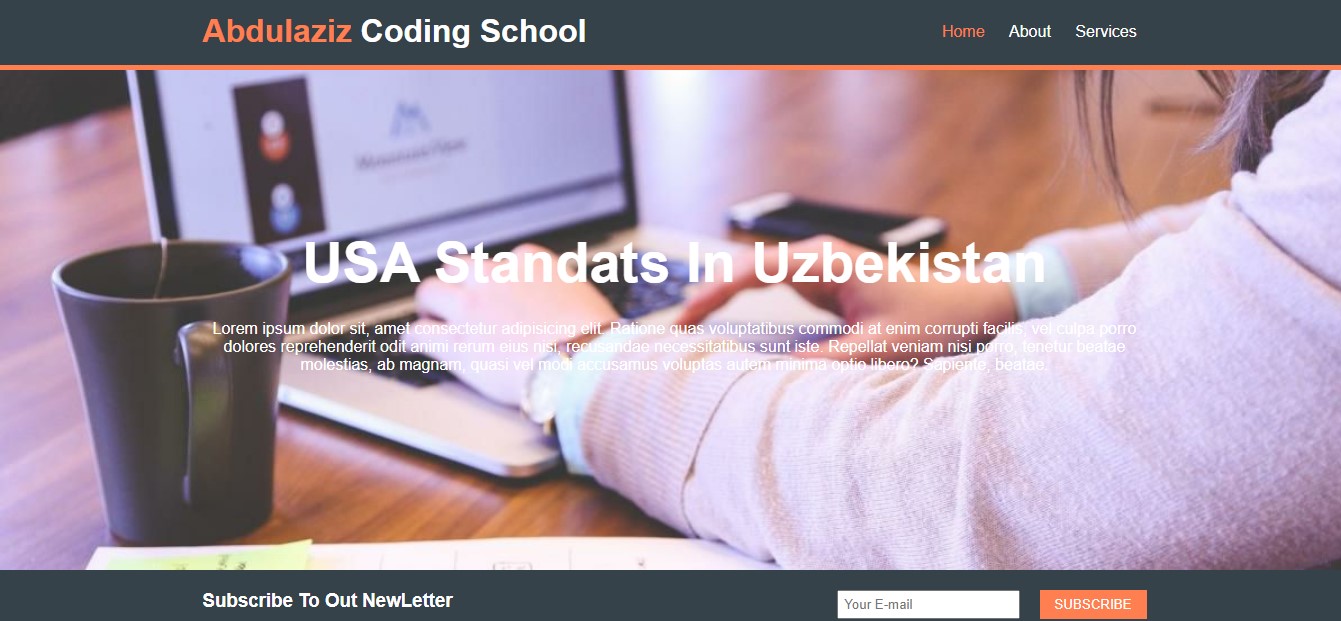 Abdulaziz Coding School
Home About Services
USA Standats In Uzbekistan
Lorem ipsum dolor sit, amet consectetur adipisicing elit. Ratione quas voluptatibus commodi at enim corrupti facilis, vel culpa porro
dolores reprehenderit odit animi rerum eius nisi, recusandae necessitatibus sunt iste. Repellat veniam nisi porro, tenetur beatae
molestias, ab magnam, quasi vel modi accusamus voluptas autem minima optio libero? Sapiente, beatae.
Subscribe To Out NewLetter
Your E-mail
SUBSCRIBE